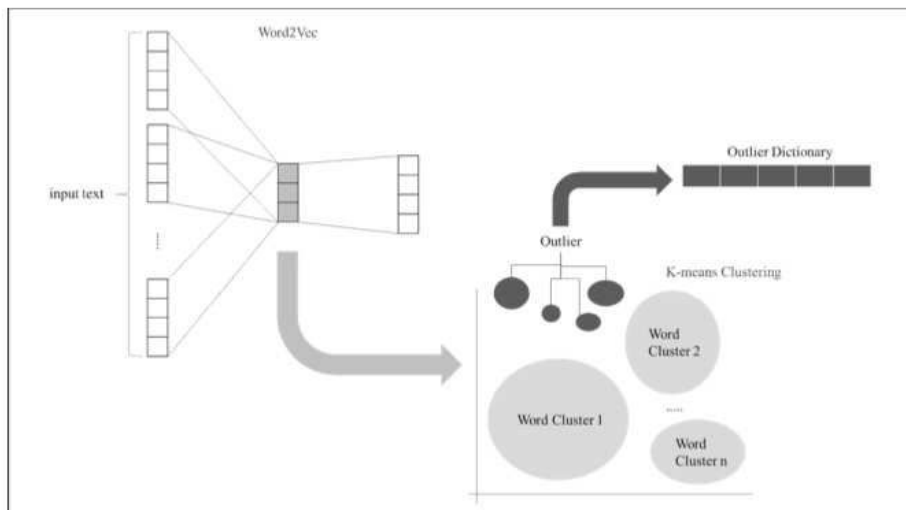 Word2Vec
input text
.....
Outlier Dictionary
Outlier
K-means Clustering
Word
Cluster 2
Word Cluster 1
.....
Word
Cluster n